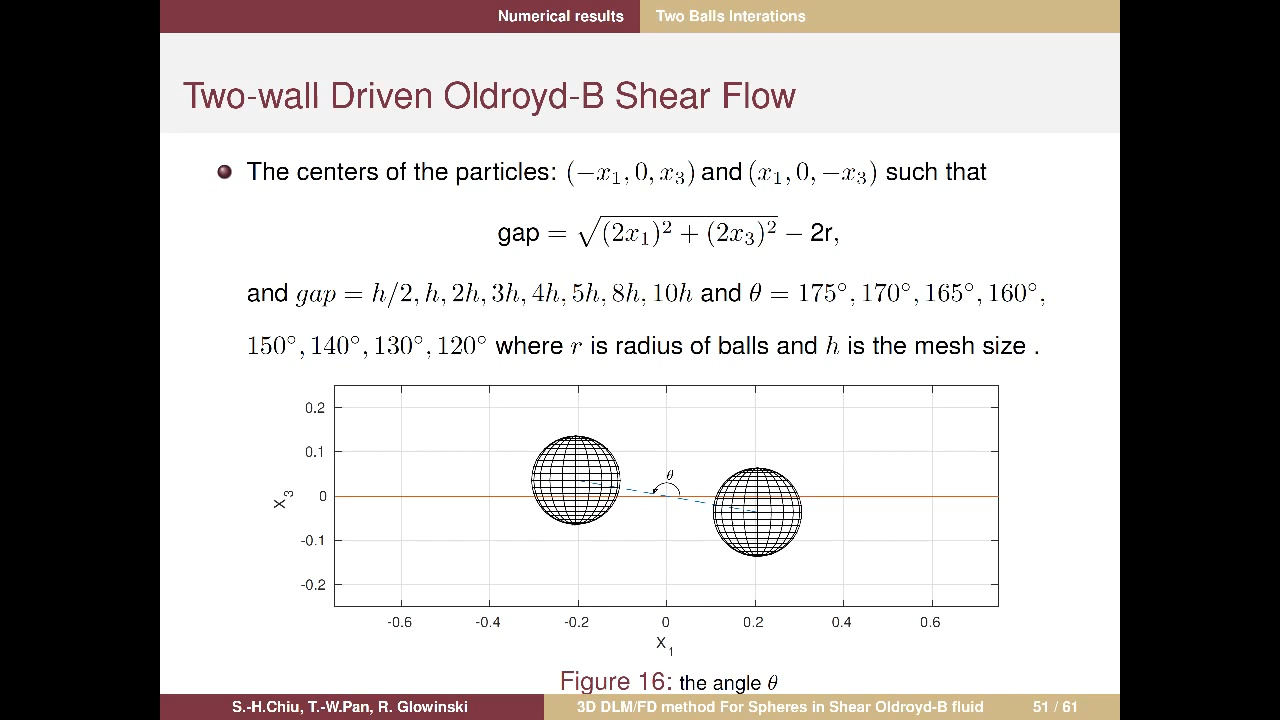 Numerical results Two Balls Interations
Two-wall Driven Oldroyd-B Shear Flow
The centers of the particles: (−x₁, 0, x₃) and (x₁, 0, −x₃) such that
gap = √((2x₁)² + (2x₃)²) − 2r,
and gap = h/2, h, 2h, 3h, 4h, 5h, 8h, 10h and θ = 175°, 170°, 165°, 160°,
150°, 140°, 130°, 120° where r is radius of balls and h is the mesh size .
0.2
0.1
0
-0.1
-0.2
X₃
θ
-0.6 -0.4 -0.2 0 0.2 0.4 0.6
X₁
Figure 16: the angle θ
S.-H.Chiu, T.-W.Pan, R. Glowinski 3D DLM/FD method For Spheres in Shear Oldroyd-B fluid 51 / 61